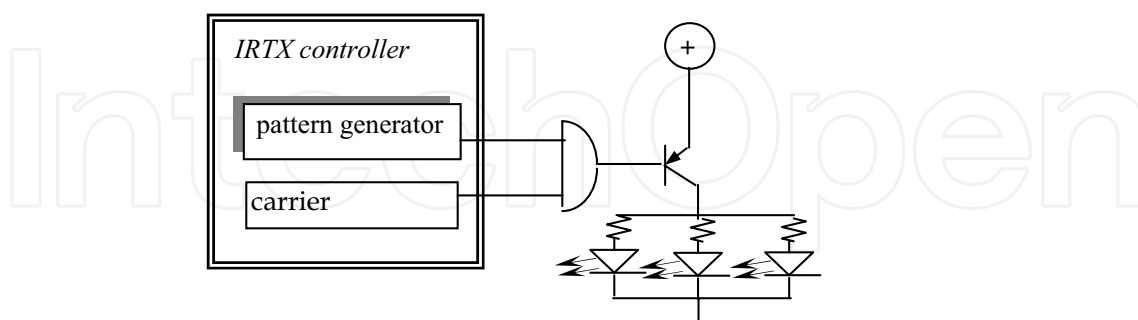 IRTX controller
pattern generator
carrier
+
IntechOpen